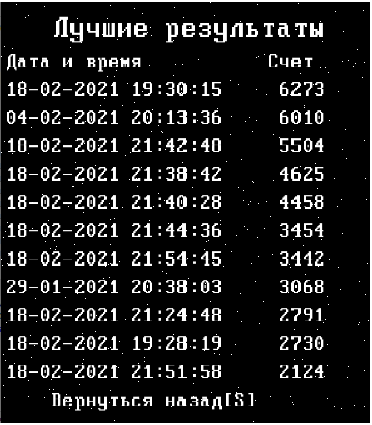 Лучшие результаты
Дата и время Счет
18-02-2021 19:30:15 6273
04-02-2021 20:13:36 6010
10-02-2021 21:42:40 5504
18-02-2021 21:38:42 4625
18-02-2021 21:40:28 4458
18-02-2021 21:44:36 3454
18-02-2021 21:54:45 3442
29-01-2021 20:38:03 3068
18-02-2021 21:24:48 2791
18-02-2021 19:28:19 2730
18-02-2021 21:51:58 2124
Вернуться назад[S]